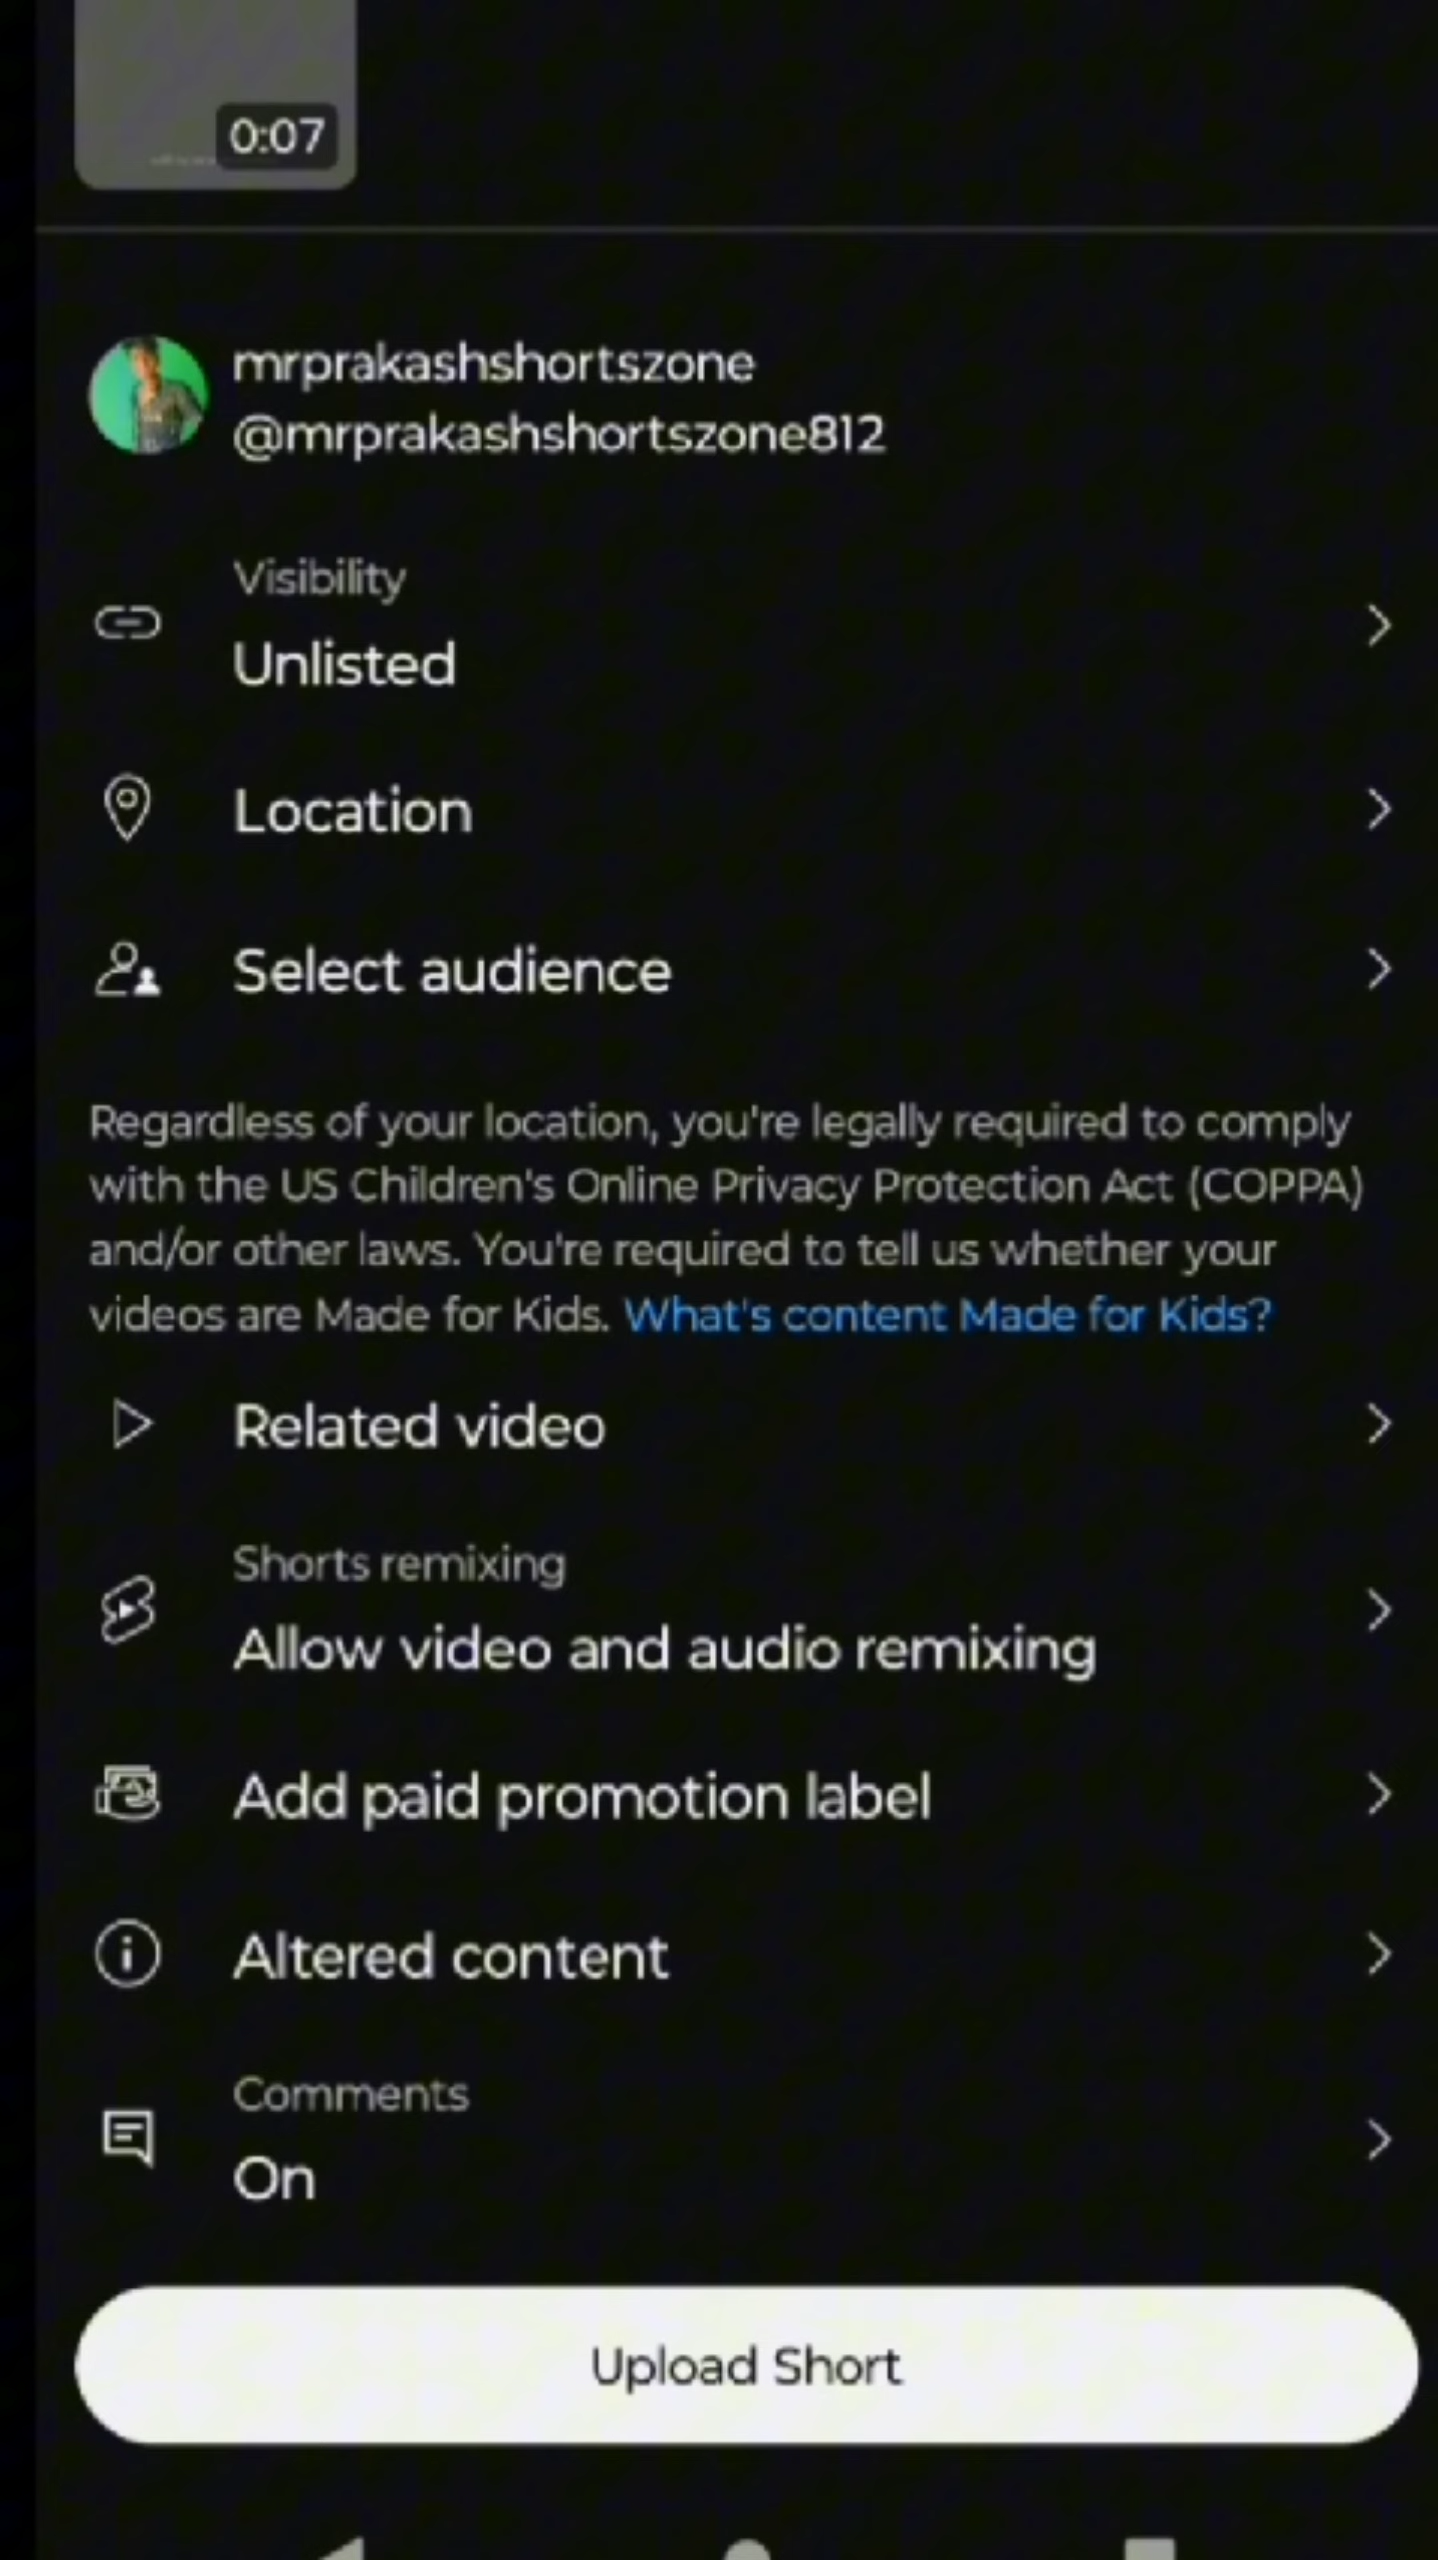 0:07
mrprakashshortszone
@mrprakashshortszone812
Visibility
Unlisted
Location
Select audience
Regardless of your location, you're legally required to comply
with the US Children's Online Privacy Protection Act (COPPA)
and/or other laws. You're required to tell us whether your
videos are Made for Kids. What's content Made for Kids?
Related video
Shorts remixing
Allow video and audio remixing
Add paid promotion label
Altered content
Comments
On
Upload Short